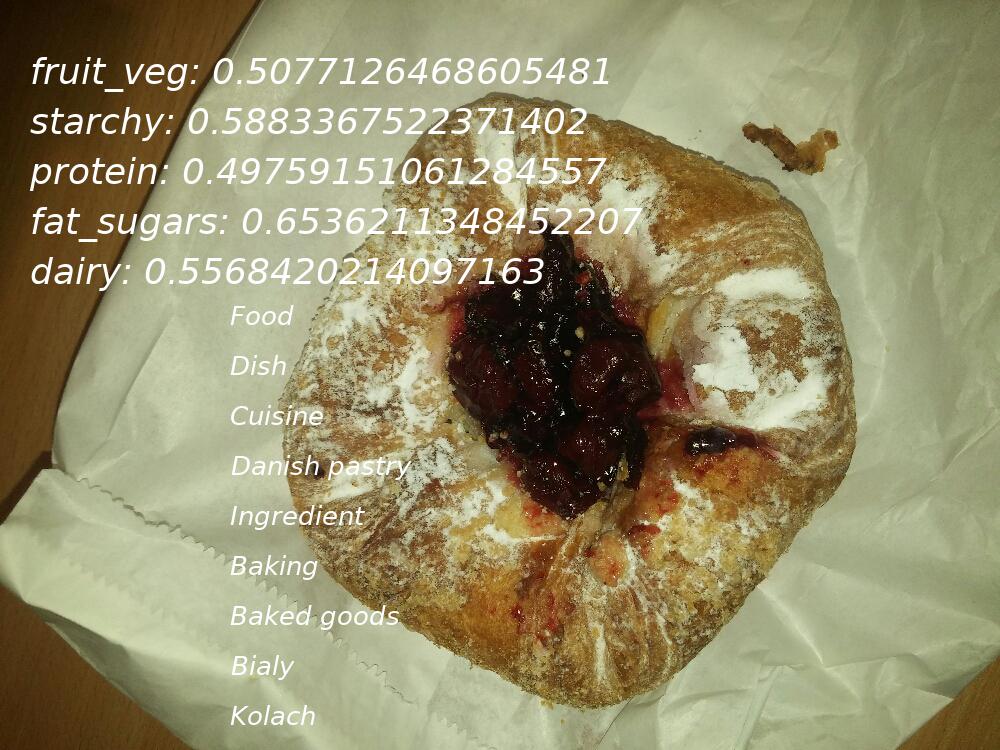 fruit_veg: 0.5077126468605481
starchy: 0.5883367522371402
protein: 0.49759151061284557
fat_sugars: 0.6536211348452207
dairy: 0.5568420214097163
Food
Dish
Cuisine
Danish pastry
Ingredient
Baking
Baked goods
Bialy
Kolach